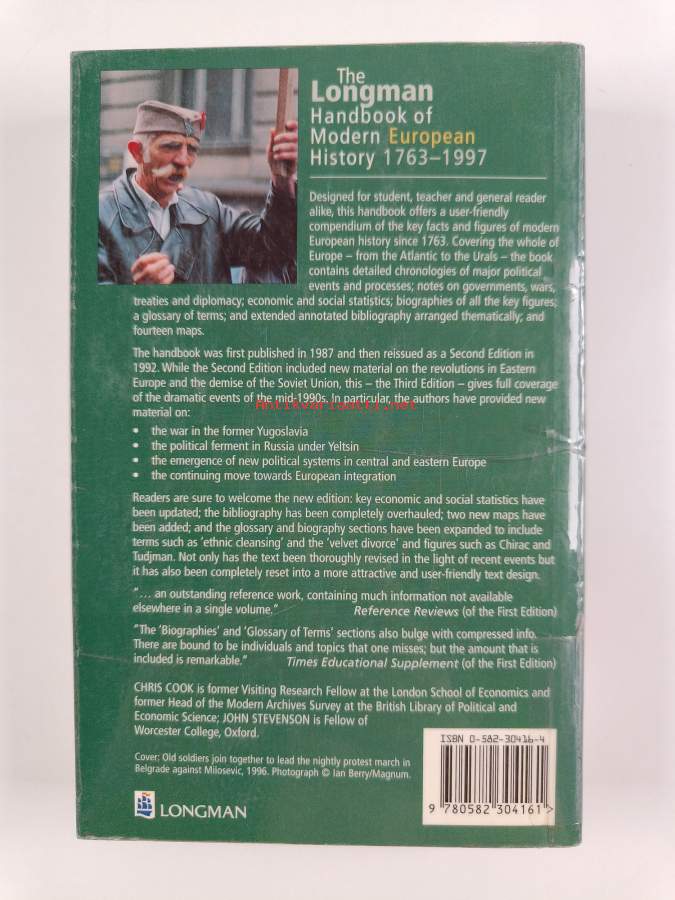 The
Longman
Handbook of
Modern European
History 1763–1997
Designed for student, teacher and general reader
alike, this handbook offers a user-friendly
compendium of the key facts and figures of modern
European history since 1763. Covering the whole of
Europe – from the Atlantic to the Urals – the book
contains detailed chronologies of major political
events and processes; notes on governments, wars,
treaties and diplomacy; economic and social statistics; biographies of all the key figures;
a glossary of terms; and extended annotated bibliography arranged thematically; and
fourteen maps.
The handbook was first published in 1987 and then reissued as a Second Edition in
1992. While the Second Edition included new material on the revolutions in Eastern
Europe and the demise of the Soviet Union, this – the Third Edition – gives full coverage
of the dramatic events of the mid-1990s. In particular, the authors have provided new
Antikvariaatti.net
material on:
• the war in the former Yugoslavia
• the political ferment in Russia under Yeltsin
• the emergence of new political systems in central and eastern Europe
• the continuing move towards European integration
Readers are sure to welcome the new edition: key economic and social statistics have
been updated; the bibliography has been completely overhauled; two new maps have
been added; and the glossary and biography sections have been expanded to include
terms such as 'ethnic cleansing' and the 'velvet divorce' and figures such as Chirac and
Tudjman. Not only has the text been thoroughly revised in the light of recent events but
it has also been completely reset into a more attractive and user-friendly text design.
"... an outstanding reference work, containing much information not available
elsewhere in a single volume." Reference Reviews (of the First Edition)
"The 'Biographies' and 'Glossary of Terms' sections also bulge with compressed info.
There are bound to be individuals and topics that one misses; but the amount that is
included is remarkable." Times Educational Supplement (of the First Edition)
CHRIS COOK is former Visiting Research Fellow at the London School of Economics and
former Head of the Modern Archives Survey at the British Library of Political and
Economic Science; JOHN STEVENSON is Fellow of
Worcester College, Oxford.
Cover: Old soldiers join together to lead the nightly protest march in
Belgrade against Milosevic, 1996. Photograph © Ian Berry/Magnum.
LONGMAN
ISBN 0-582-30416-4
9 780582 304161 >